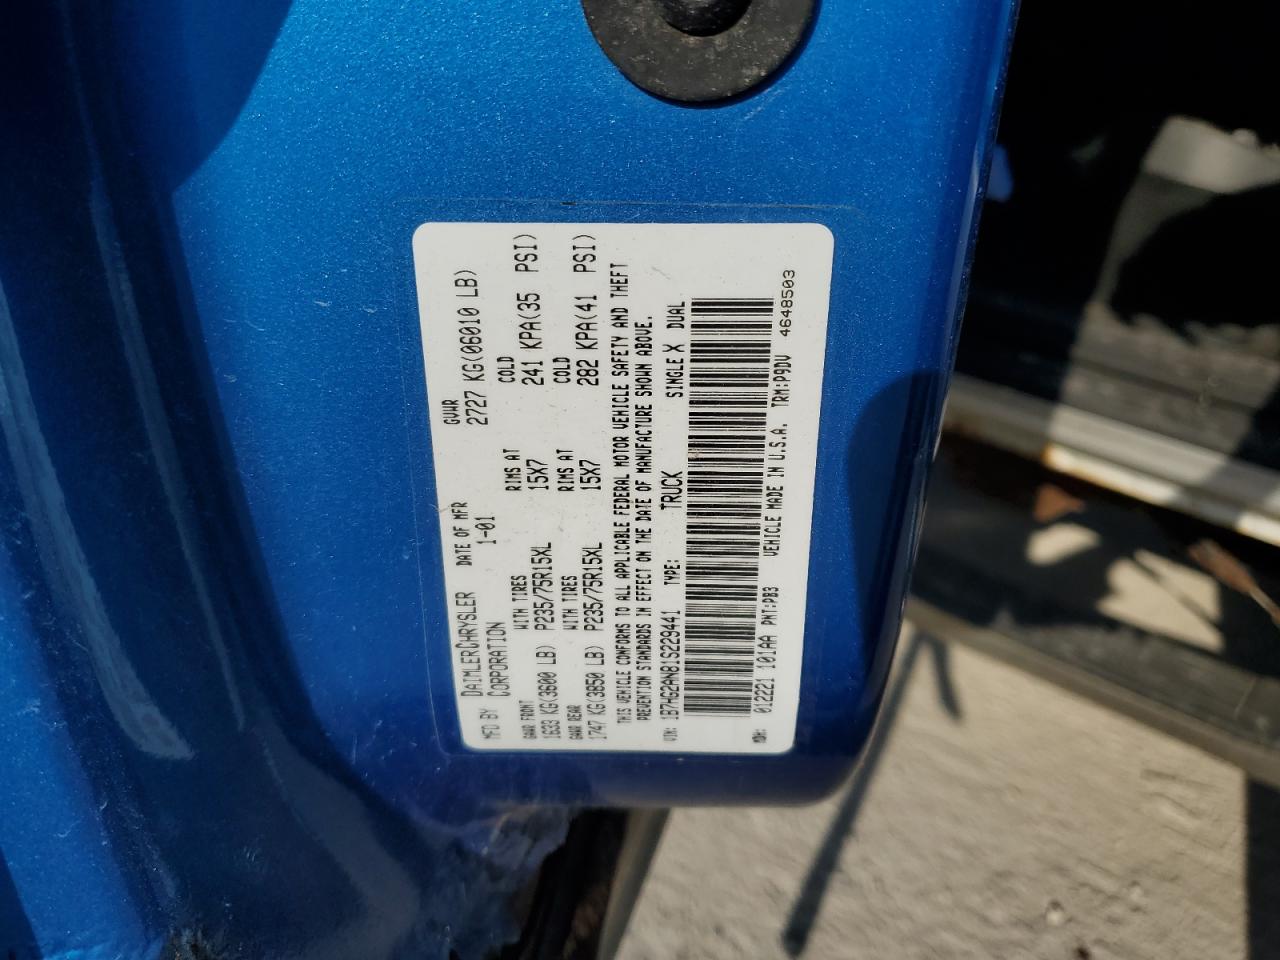 MFD BY DAIMLERCHRYSLER CORPORATION DATE OF MFR 1-01 GVWR 2727 KG(06010 LB)
GAWR FRONT WITH TIRES RIMS AT COLD
1633 KG(3600 LB) P235/75R15XL 15X7 241 KPA(35 PSI)
GAWR REAR WITH TIRES RIMS AT COLD
1747 KG(3850 LB) P235/75R15XL 15X7 282 KPA(41 PSI)
THIS VEHICLE CONFORMS TO ALL APPLICABLE FEDERAL MOTOR VEHICLE SAFETY AND THEFT
PREVENTION STANDARDS IN EFFECT ON THE DATE OF MANUFACTURE SHOWN ABOVE.
VIN: 1B7HG2AN81S229441 TYPE: TRUCK SINGLE X DUAL
MDH: 012221 101AA PNT:PB3 VEHICLE MADE IN U.S.A. TRM:P9DV 4648503